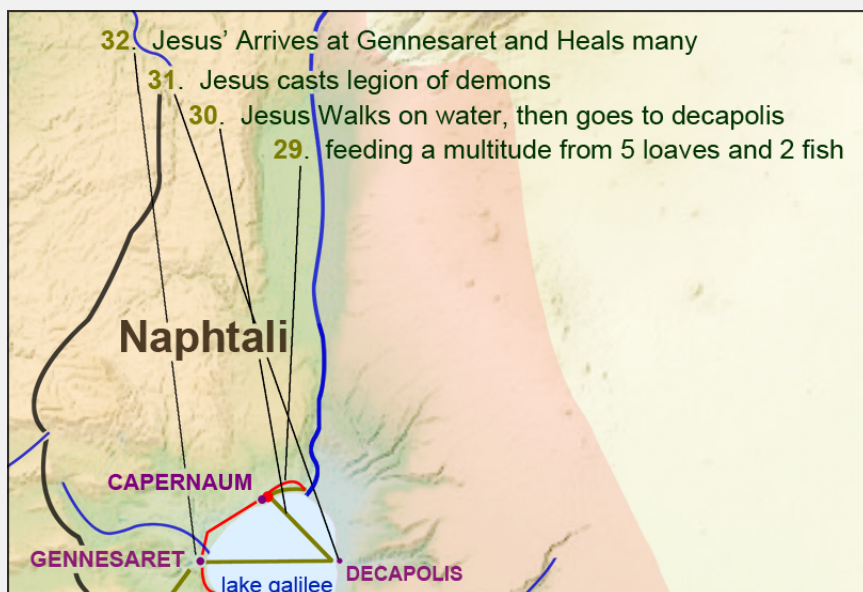 32. Jesus' Arrives at Gennesaret and Heals many
31. Jesus casts legion of demons
30. Jesus Walks on water, then goes to decapolis
29. feeding a multitude from 5 loaves and 2 fish
Naphtali
CAPERNAUM
GENNESARET
DECAPOLIS
lake galilee